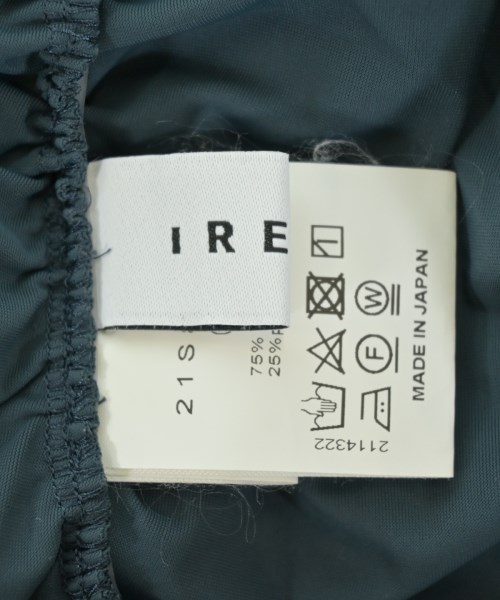 IRE
21S
75%
25%
W
F
MADE IN JAPAN
2114322